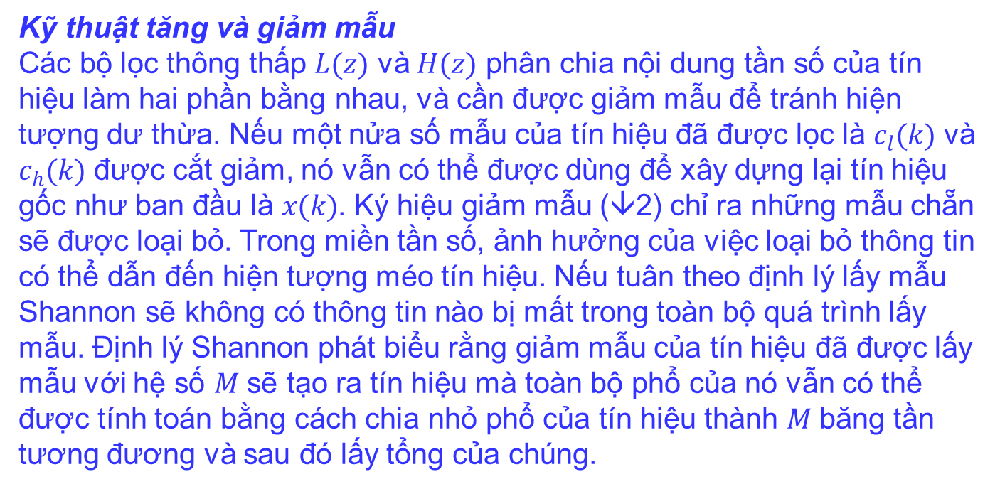 Kỹ thuật tăng và giảm mẫu
Các bộ lọc thông thấp L(z) và H(z) phân chia nội dung tần số của tín
hiệu làm hai phần bằng nhau, và cần được giảm mẫu để tránh hiện
tượng dư thừa. Nếu một nửa số mẫu của tín hiệu đã được lọc là cₗ(k) và
cₕ(k) được cắt giảm, nó vẫn có thể được dùng để xây dựng lại tín hiệu
gốc như ban đầu là x(k). Ký hiệu giảm mẫu (↓2) chỉ ra những mẫu chẵn
sẽ được loại bỏ. Trong miền tần số, ảnh hưởng của việc loại bỏ thông tin
có thể dẫn đến hiện tượng méo tín hiệu. Nếu tuân theo định lý lấy mẫu
Shannon sẽ không có thông tin nào bị mất trong toàn bộ quá trình lấy
mẫu. Định lý Shannon phát biểu rằng giảm mẫu của tín hiệu đã được lấy
mẫu với hệ số M sẽ tạo ra tín hiệu mà toàn bộ phổ của nó vẫn có thể
được tính toán bằng cách chia nhỏ phổ của tín hiệu thành M băng tần
tương đương và sau đó lấy tổng của chúng.